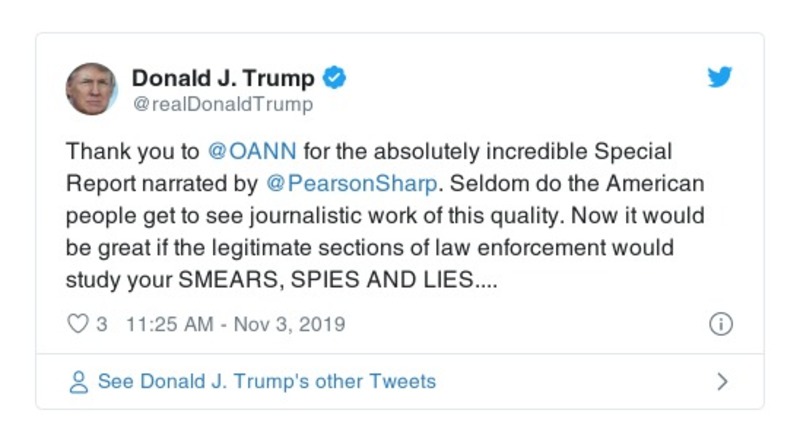 Donald J. Trump
@realDonaldTrump
Thank you to @OANN for the absolutely incredible Special
Report narrated by @PearsonSharp. Seldom do the American
people get to see journalistic work of this quality. Now it would
be great if the legitimate sections of law enforcement would
study your SMEARS, SPIES AND LIES....
3 11:25 AM - Nov 3, 2019
See Donald J. Trump's other Tweets